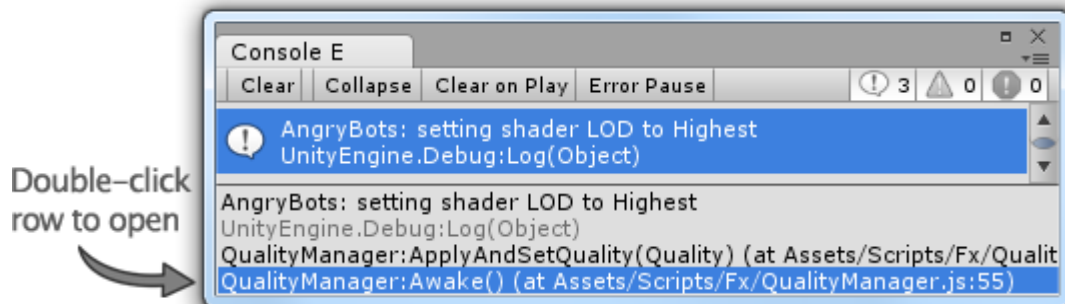 Console E
Clear Collapse Clear on Play Error Pause 3 0 0
AngryBots: setting shader LOD to Highest
UnityEngine.Debug:Log(Object)
Double-click
row to open
AngryBots: setting shader LOD to Highest
UnityEngine.Debug:Log(Object)
QualityManager:ApplyAndSetQuality(Quality) (at Assets/Scripts/Fx/Qualit
QualityManager:Awake() (at Assets/Scripts/Fx/QualityManager.js:55)